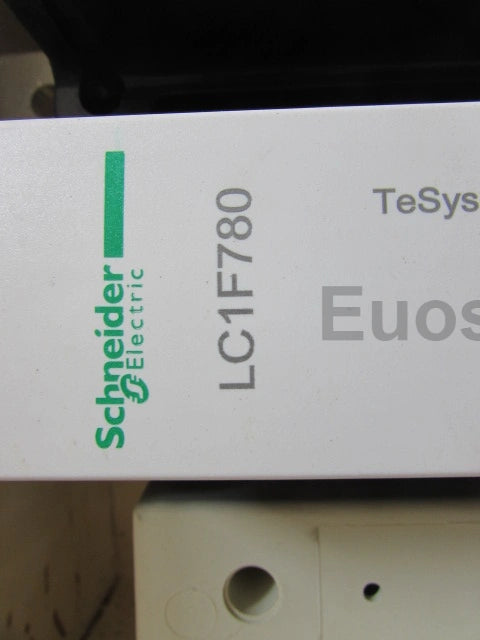 Schneider
Electric
LC1F780
TeSys
Euos